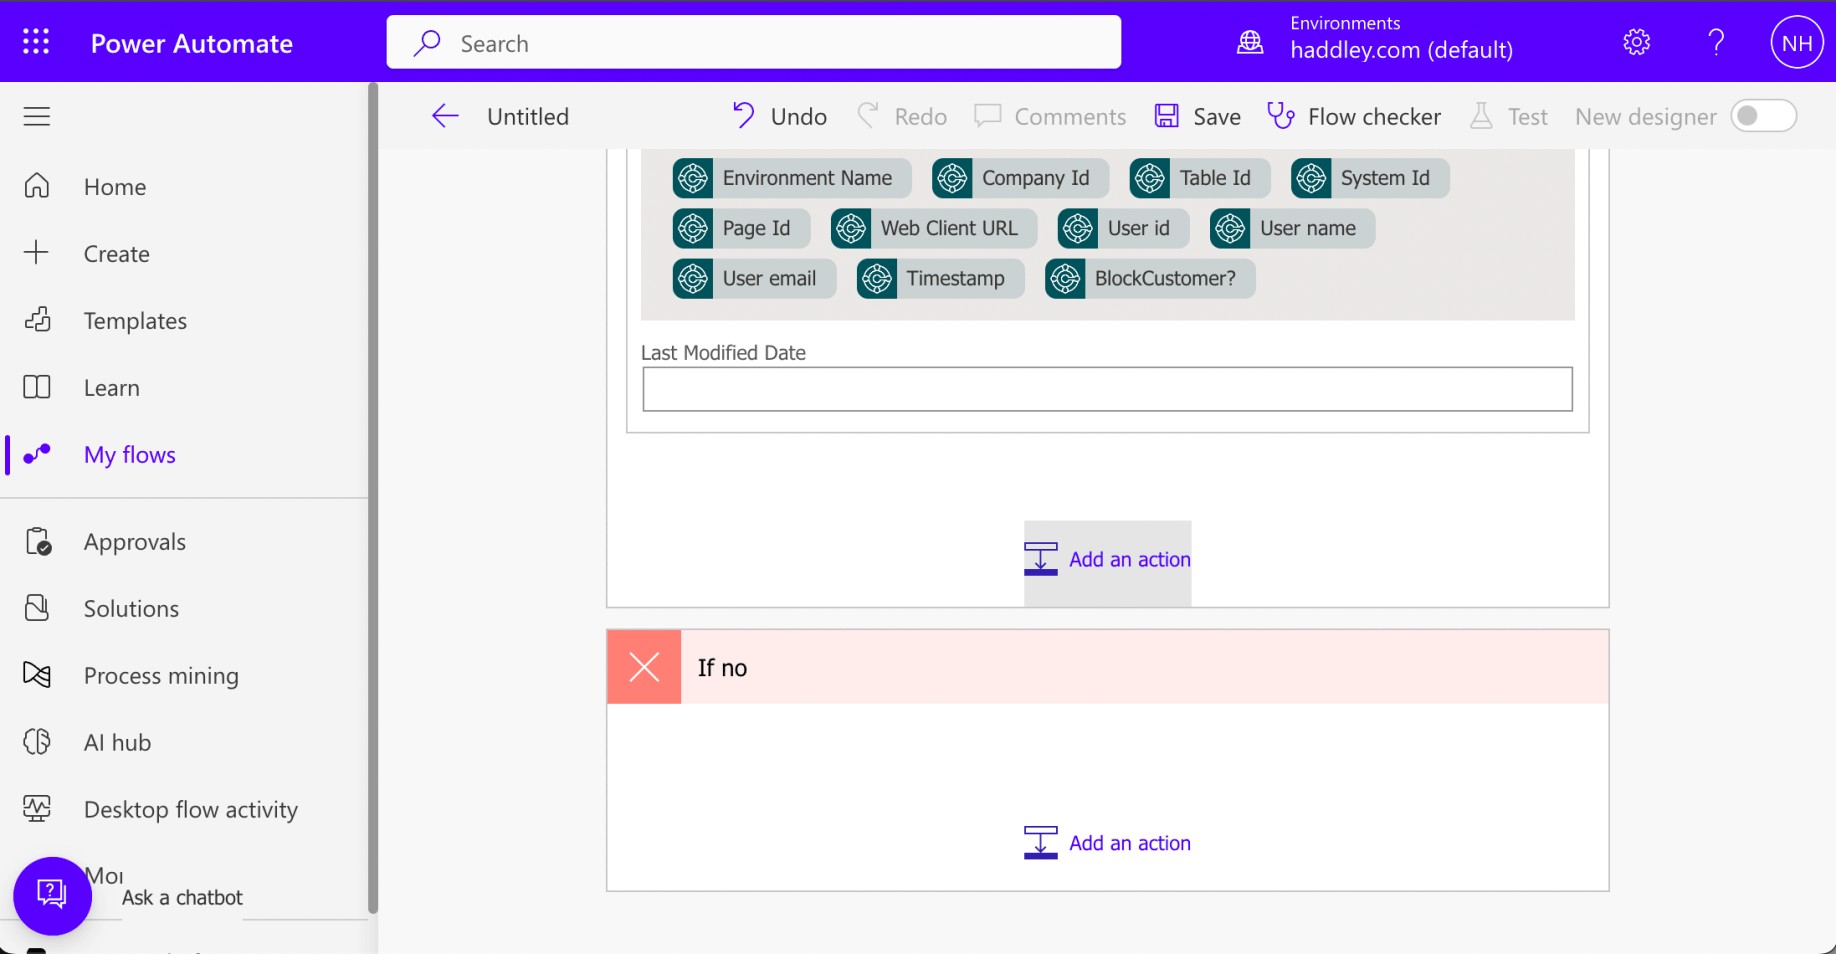 Power Automate
Search
Environments
haddley.com (default)
NH
Untitled
Undo
Redo
Comments
Save
Flow checker
Test
New designer
Home
Create
Templates
Learn
My flows
Approvals
Solutions
Process mining
AI hub
Desktop flow activity
Ask a chatbot
Environment Name Company Id Table Id System Id
Page Id Web Client URL User id User name
User email Timestamp BlockCustomer?
Last Modified Date
Add an action
If no
Add an action